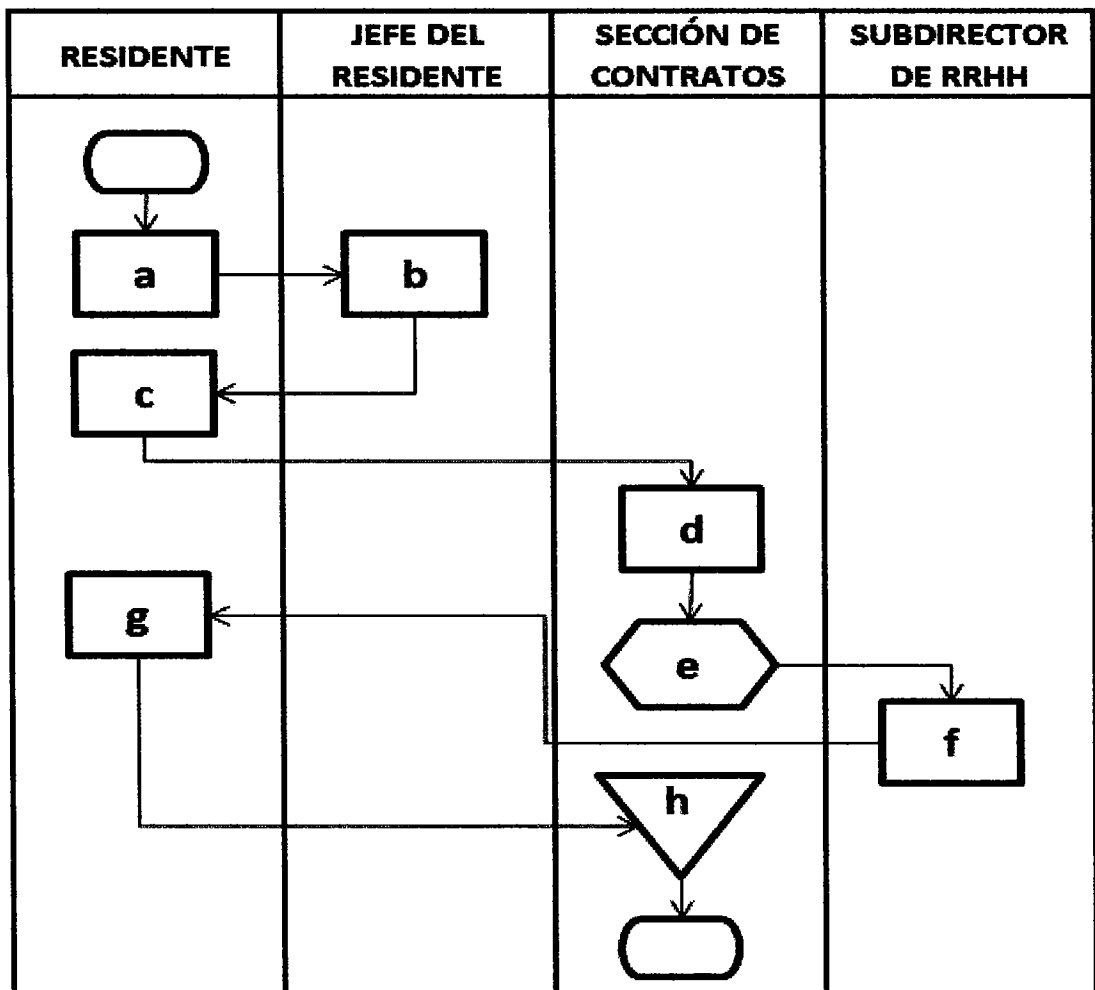 RESIDENTE
JEFE DEL
RESIDENTE
SECCIÓN DE
CONTRATOS
SUBDIRECTOR
DE RRHH
a
b
c
d
g
e
f
h